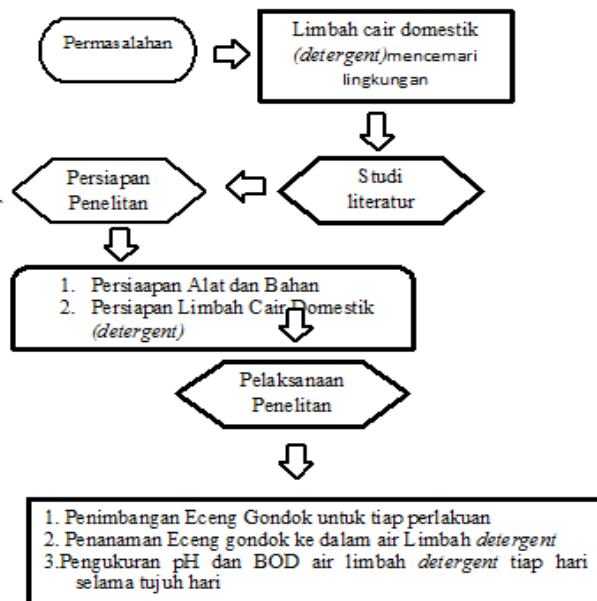 Permasalahan
Limbah cair domestik
(detergent)mencemari
lingkungan
Studi
literatur
Persiapan
Penelitan
1. Persiaapan Alat dan Bahan
2. Persiapan Limbah Cair Domestik
(detergent)
Pelaksanaan
Penelitan
1. Penimbangan Eceng Gondok untuk tiap perlakuan
2. Penanaman Eceng gondok ke dalam air Limbah detergent
3.Pengukuran pH dan BOD air limbah detergent tiap hari
selama tujuh hari